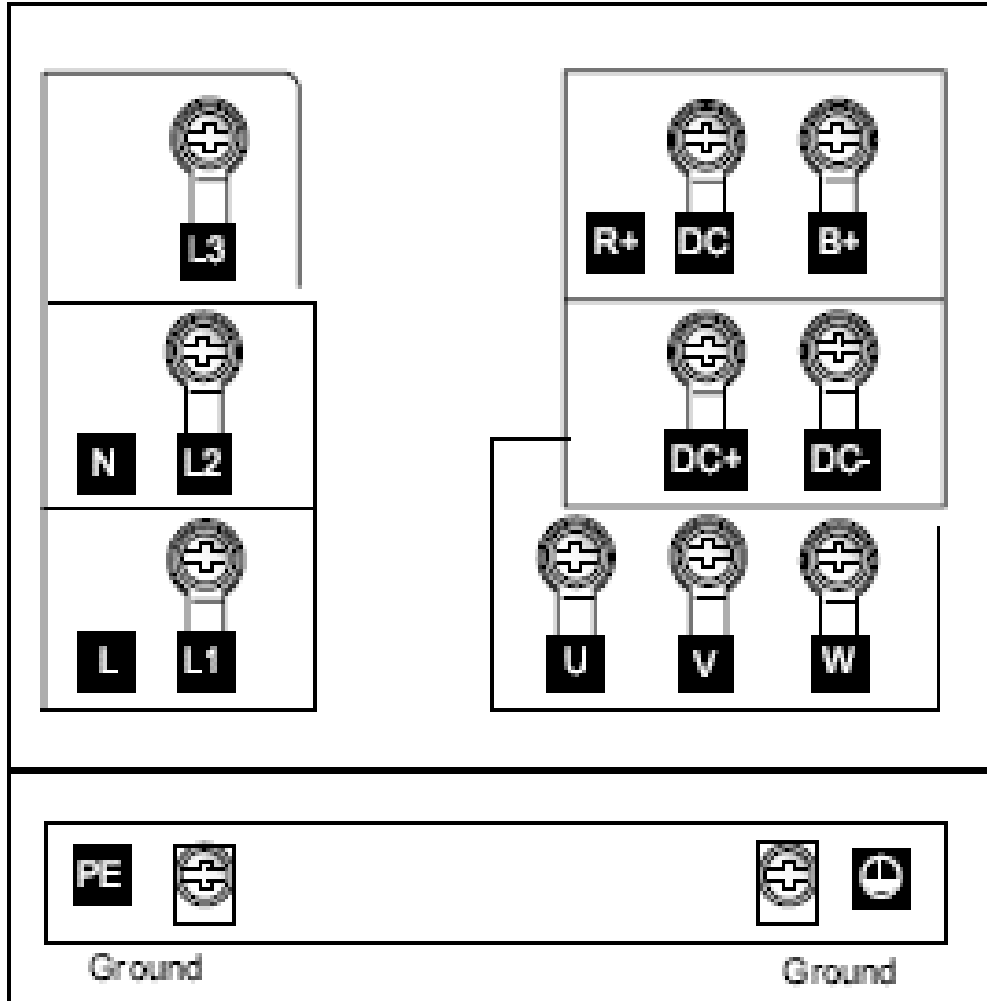 L3
R+ DC B+
N L2
DC+ DC-
L L1
U V W
PE
Ground Ground